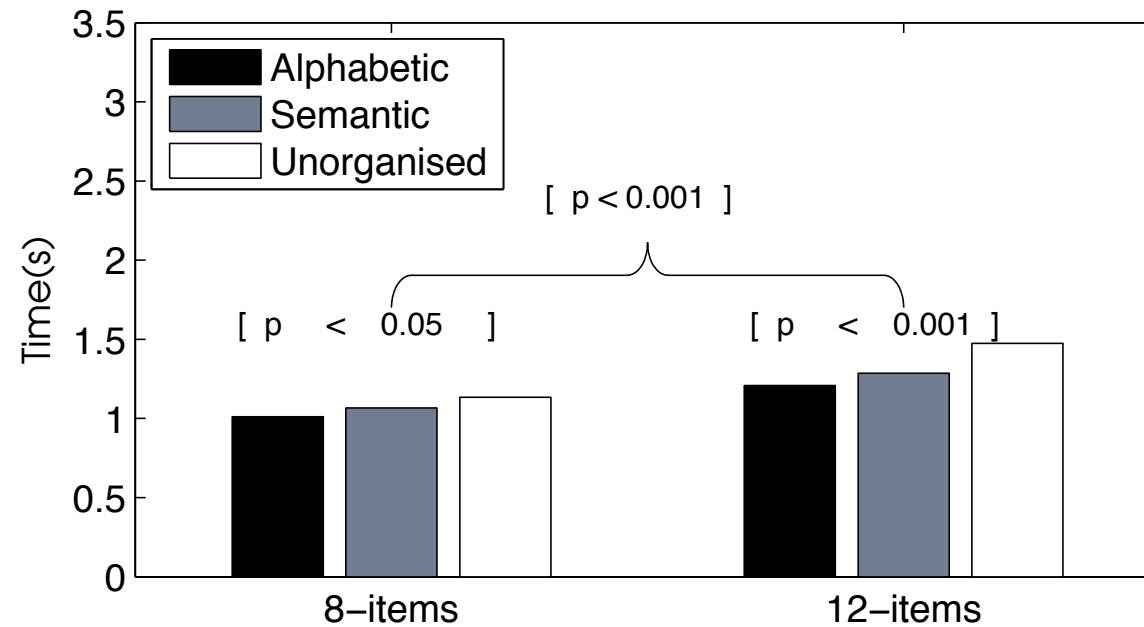 3.5
3
2.5
2
1.5
1
0.5
0
Time(s)
Alphabetic
Semantic
Unorganised
[ p < 0.001 ]
[ p < 0.05 ]
[ p < 0.001 ]
8−items
12−items